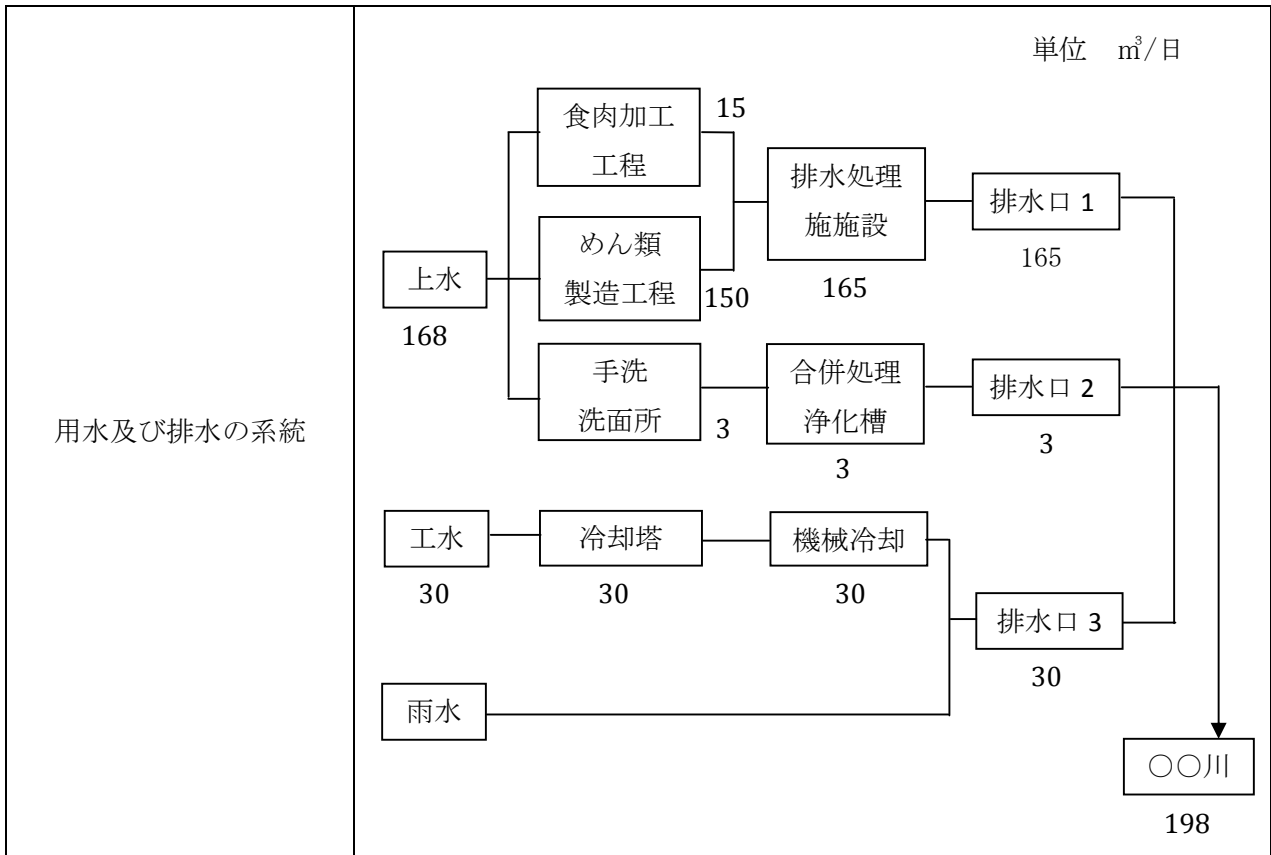 単位　㎥/日
用水及び排水の系統
食肉加工
工程
15
めん類
製造工程
150
上水
168
手洗
洗面所
3
排水処理
施施設
165
排水口 1
165
合併処理
浄化槽
3
排水口 2
3
工水
30
冷却塔
30
機械冷却
30
排水口 3
30
雨水
○○川
198